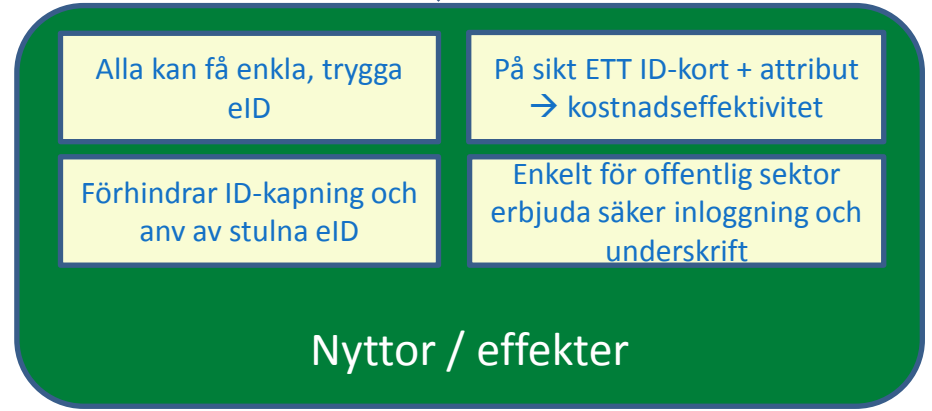 Alla kan få enkla, trygga
eID
På sikt ETT ID-kort + attribut
→ kostnadseffektivitet
Förhindrar ID-kapning och
anv av stulna eID
Enkelt för offentlig sektor
erbjuda säker inloggning och
underskrift
Nyttor / effekter